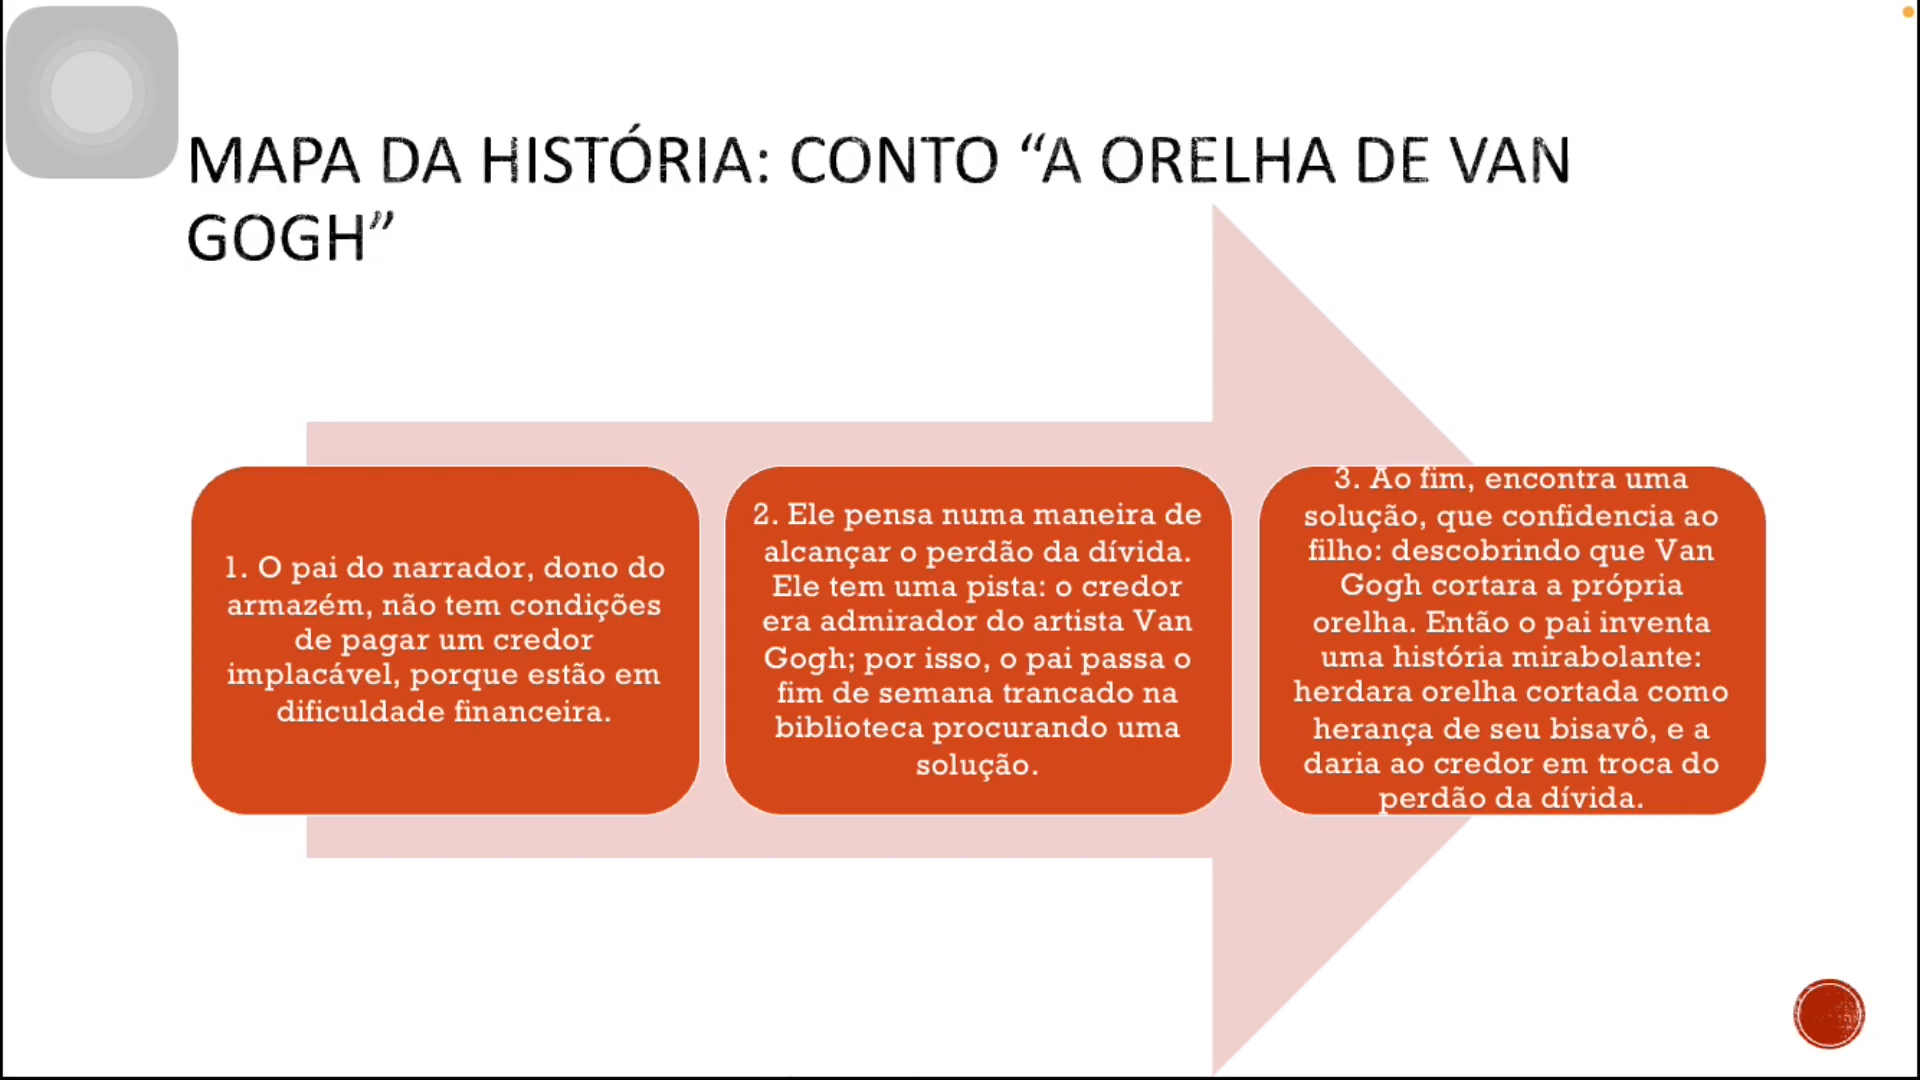 MAPA DA HISTÓRIA: CONTO “A ORELHA DE VAN
GOGH”
1. O pai do narrador, dono do
armazém, não tem condições
de pagar um credor
implacável, porque estão em
dificuldade financeira.
2. Ele pensa numa maneira de
alcançar o perdão da dívida.
Ele tem uma pista: o credor
era admirador do artista Van
Gogh; por isso, o pai passa o
fim de semana trancado na
biblioteca procurando uma
solução.
3. Ao fim, encontra uma
solução, que confidencia ao
filho: descobrindo que Van
Gogh cortara a própria
orelha. Então o pai inventa
uma história mirabolante:
herdara orelha cortada como
herança de seu bisavô, e a
daria ao credor em troca do
perdão da dívida.